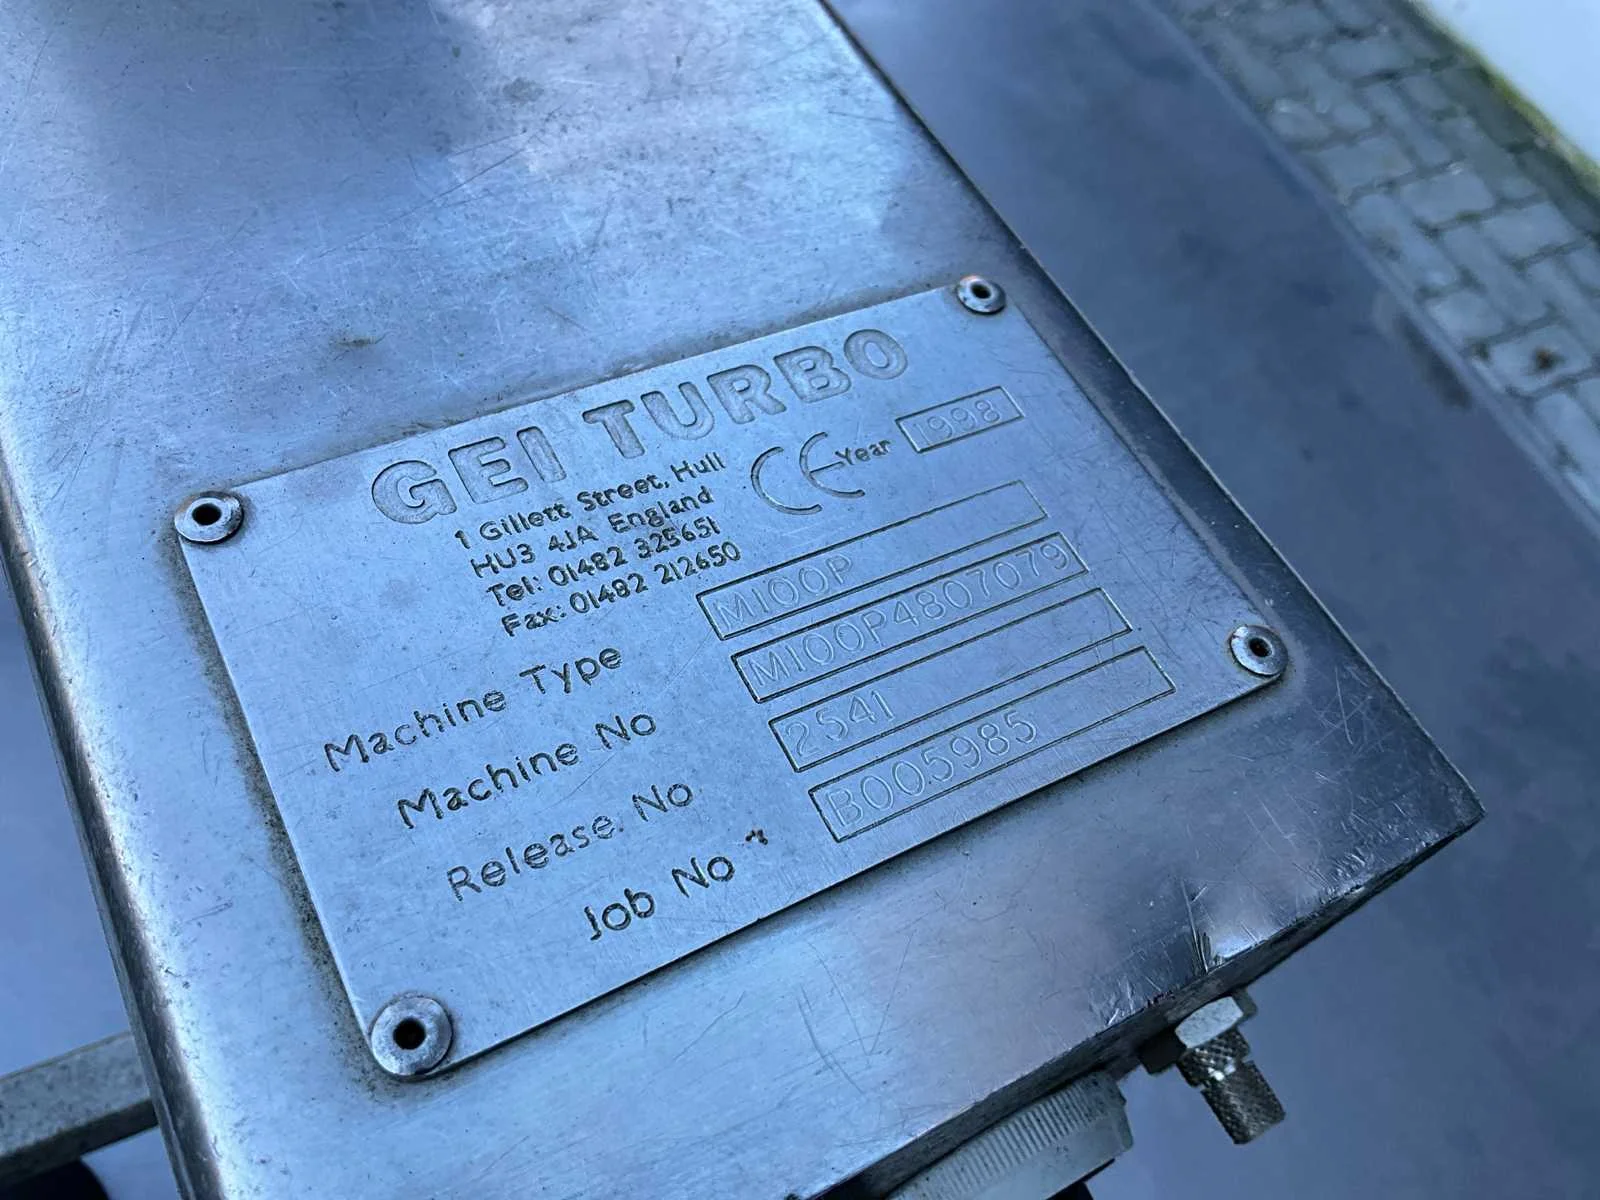 GEI TURBO
1 Gillett Street, Hull
HU3 4JA England
Tel: 01482 325651
Fax: 01482 212650
CE Year 1998
Machine Type M100P
Machine No M100P4807079
Release. No 2541
Job No B005985